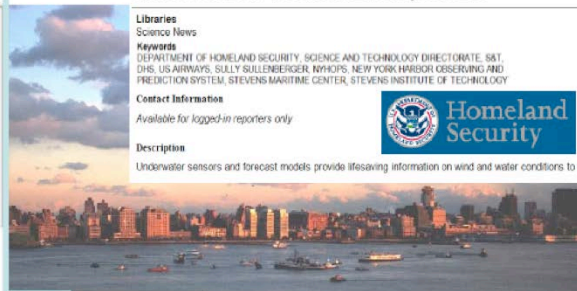 Libraries
Science News
Keywords
DEPARTMENT OF HOMELAND SECURITY, SCIENCE AND TECHNOLOGY DIRECTORATE, S&T,
DHS, US AIRWAYS, SULLY SULLENBERGER, NYHOPS, NEW YORK HARBOR OBSERVING AND
PREDICTION SYSTEM, STEVENS MARITIME CENTER, STEVENS INSTITUTE OF TECHNOLOGY
Contact Information
Available for logged-in reporters only
Homeland
Security
Description
Underwater sensors and forecast models provide lifesaving information on wind and water conditions to